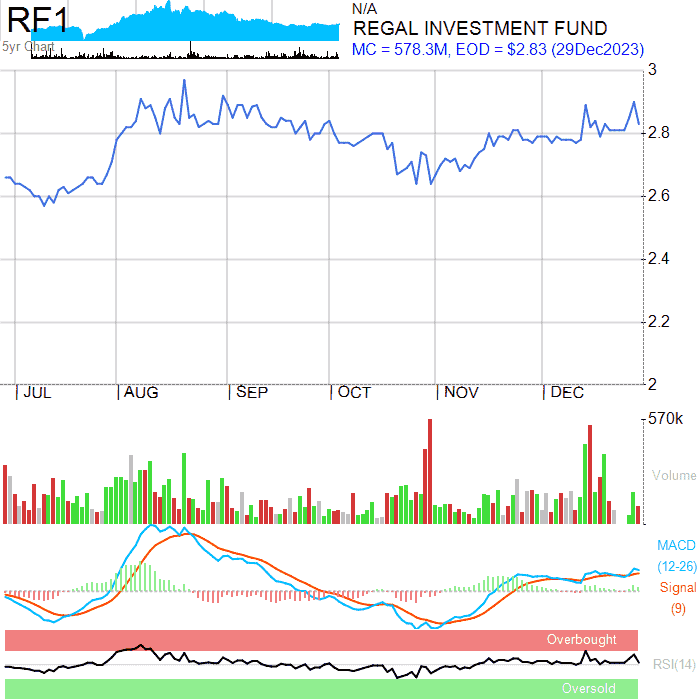 RF1
N/A
REGAL INVESTMENT FUND
5yr Chart
MC = 578.3M, EOD = $2.83 (29Dec2023)
3
2.8
2.6
2.4
2.2
2
JUL AUG SEP OCT NOV DEC
570k
Volume
MACD
(12-26)
Signal
(9)
Overbought
RSI(14)
Oversold